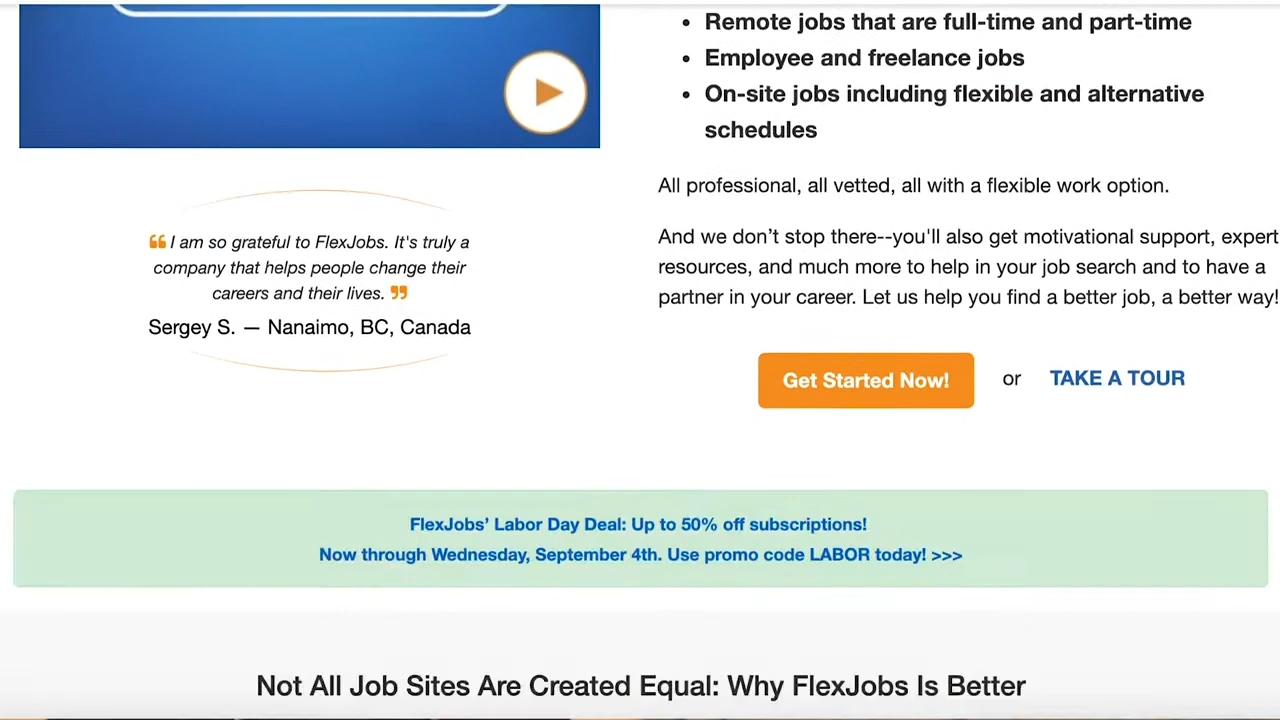 Remote jobs that are full-time and part-time
Employee and freelance jobs
On-site jobs including flexible and alternative
schedules
All professional, all vetted, all with a flexible work option.
And we don’t stop there--you'll also get motivational support, expert
resources, and much more to help in your job search and to have a
partner in your career. Let us help you find a better job, a better way!
Get Started Now! or TAKE A TOUR
❝ I am so grateful to FlexJobs. It's truly a
company that helps people change their
careers and their lives. ❞
Sergey S. — Nanaimo, BC, Canada
FlexJobs’ Labor Day Deal: Up to 50% off subscriptions!
Now through Wednesday, September 4th. Use promo code LABOR today! >>>
Not All Job Sites Are Created Equal: Why FlexJobs Is Better